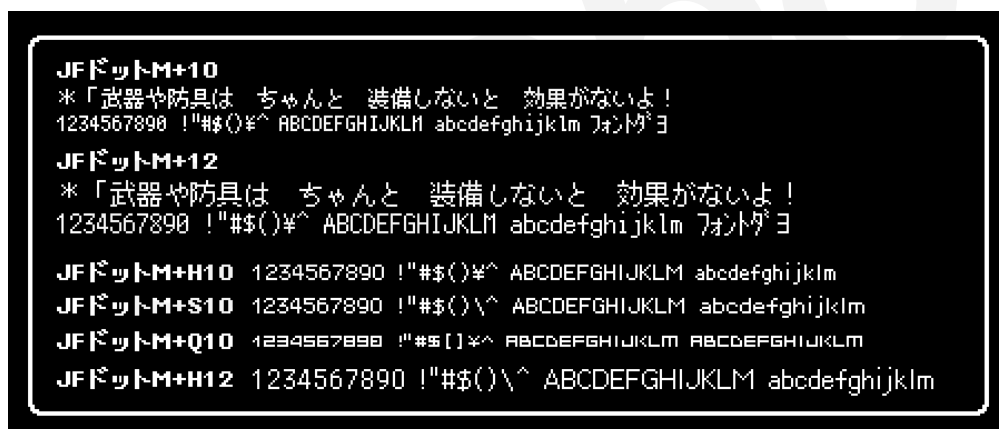 JFドットM+10
＊「武器や防具は　ちゃんと　装備しないと　効果がないよ！
1234567890 !"#$()¥^ ABCDEFGHIJKLM abcdefghijklm ﾌｫﾝﾄﾀﾞﾖ
JFドットM+12
＊「武器や防具は　ちゃんと　装備しないと　効果がないよ！
1234567890 !"#$()¥^ ABCDEFGHIJKLM abcdefghijklm ﾌｫﾝﾄﾀﾞﾖ
JFドットM+H10 1234567890 !"#$()¥^ ABCDEFGHIJKLM abcdefghijklm
JFドットM+S10 1234567890 !"#$()\^ ABCDEFGHIJKLM abcdefghijklm
JFドットM+Q10 1234567890 !"#$[]¥^ ABCDEFGHIJKLM ABCDEFGHIJKLM
JFドットM+H12 1234567890 !"#$()\^ ABCDEFGHIJKLM abcdefghijklm